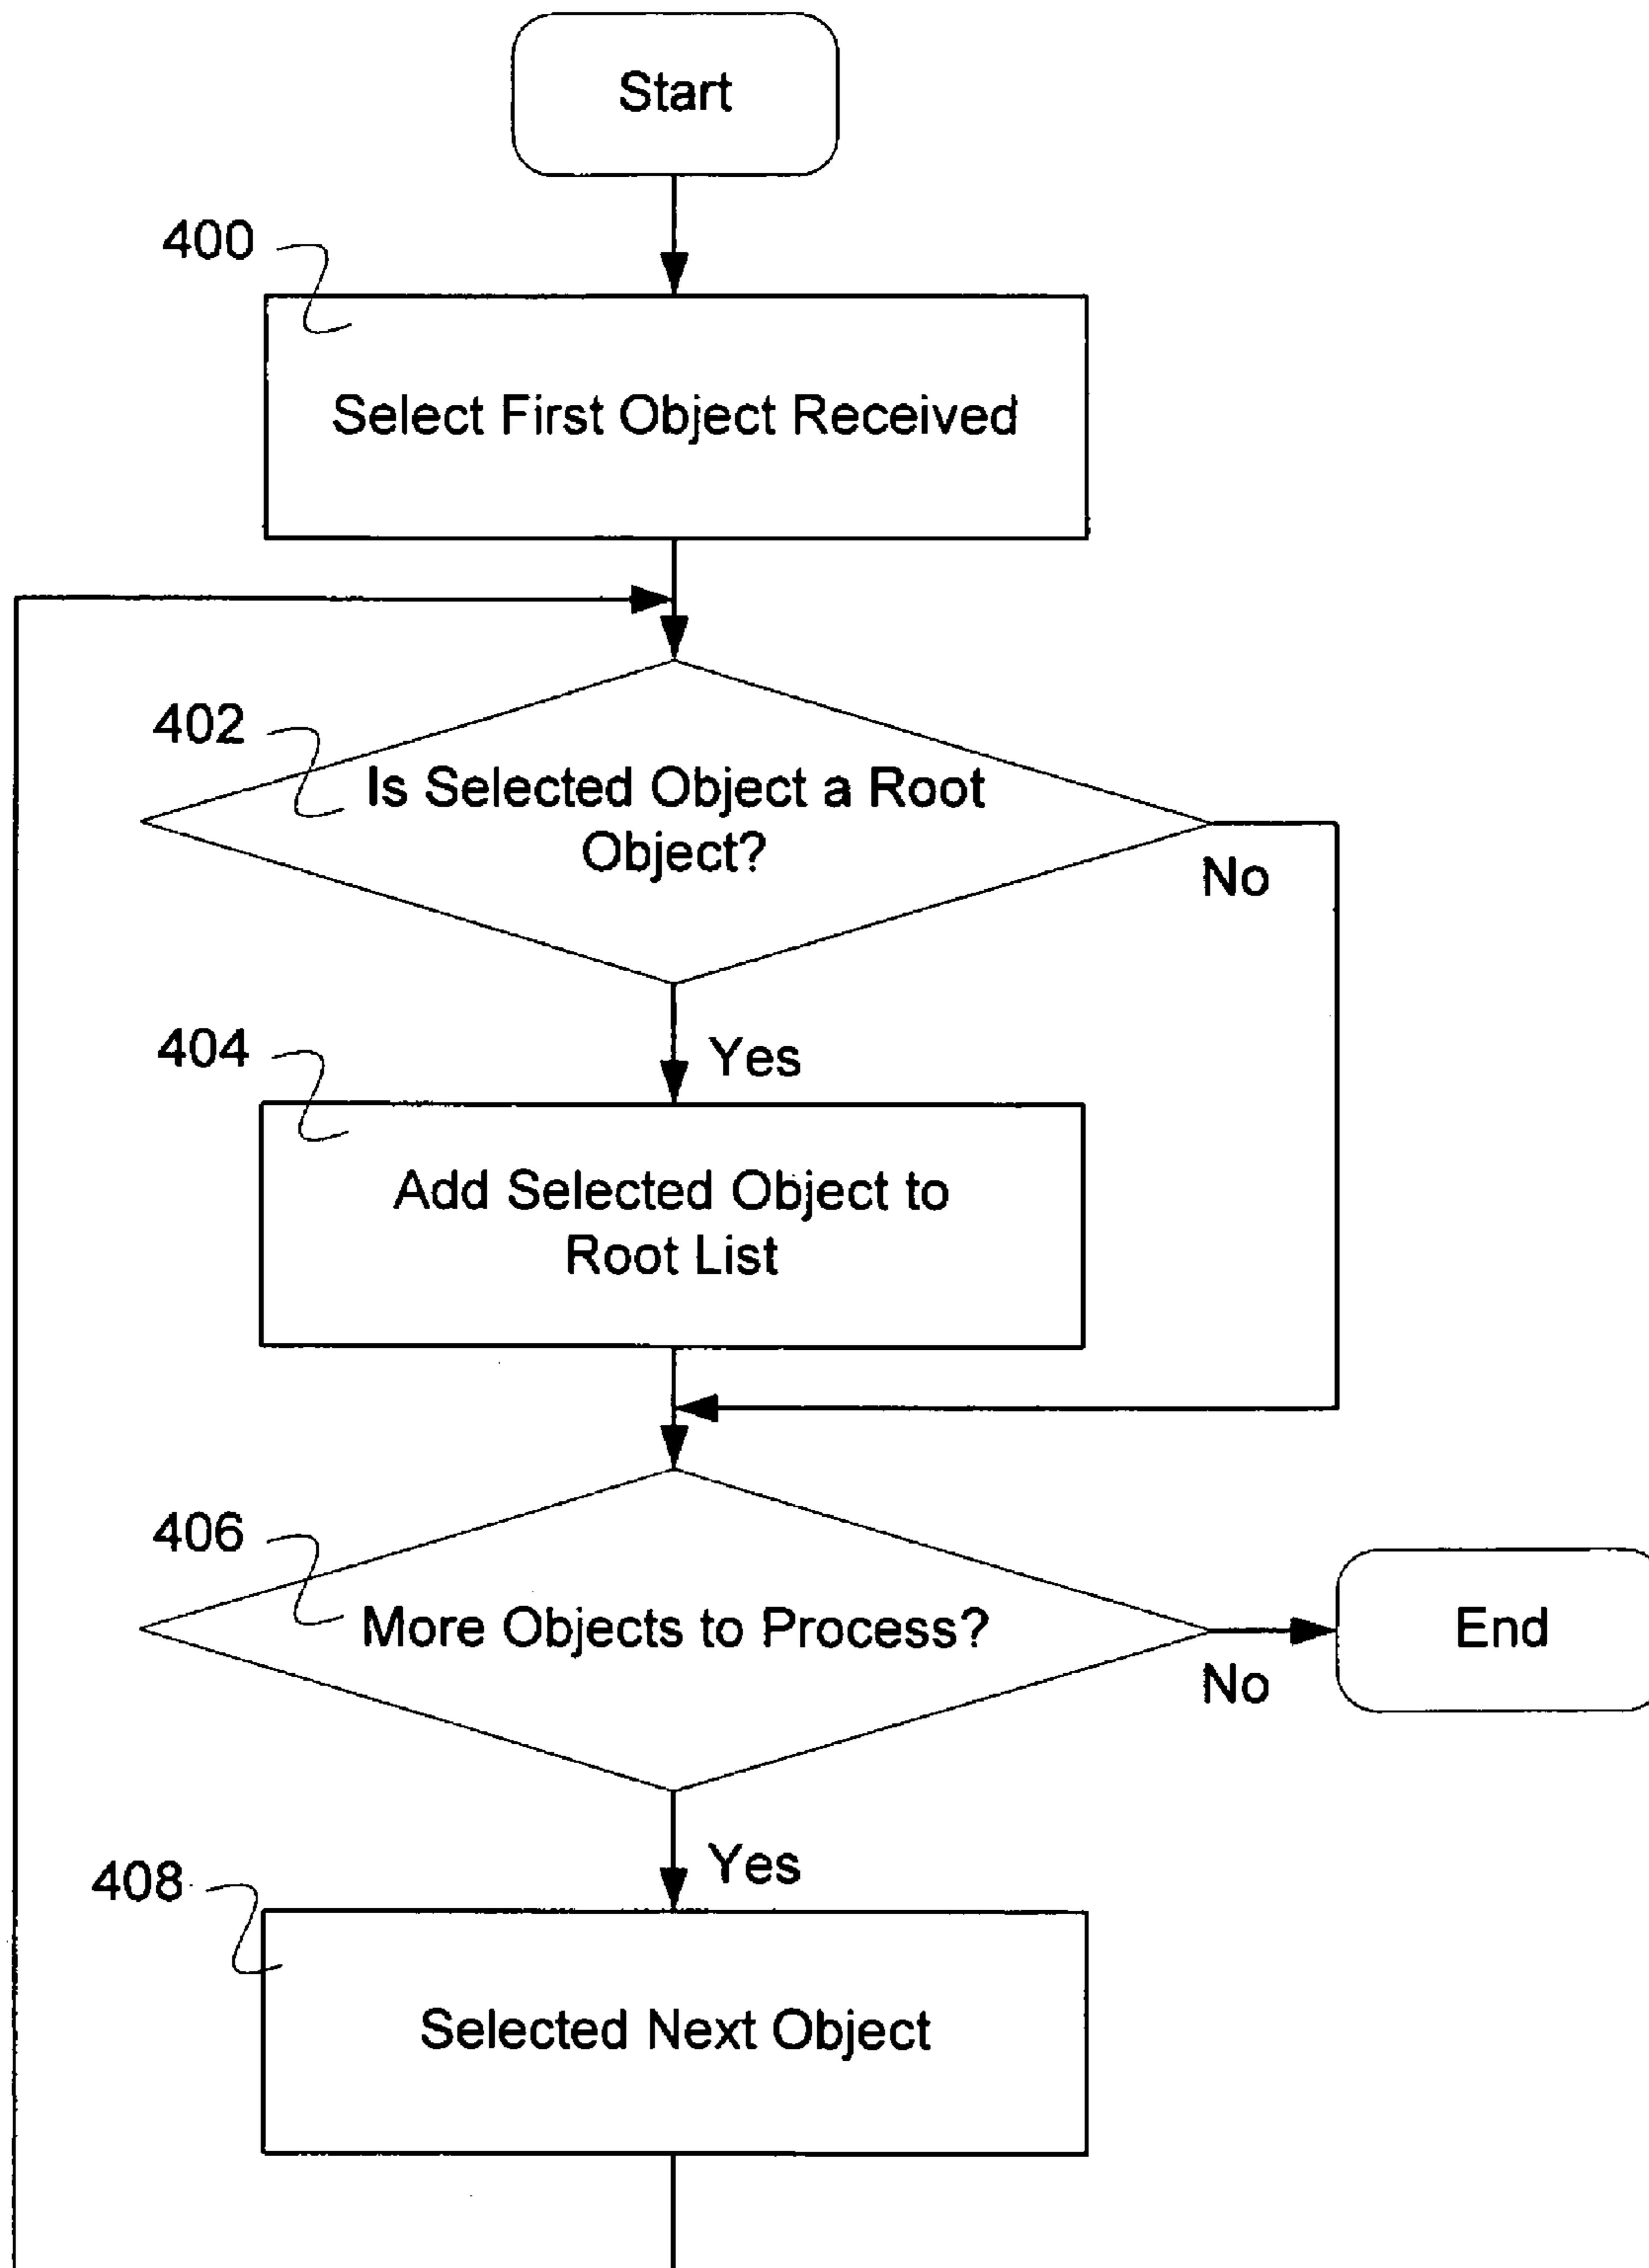 Start
400
Select First Object Received
402
Is Selected Object a Root
Object?
No
404
Yes
Add Selected Object to
Root List
406
More Objects to Process?
No
End
408
Yes
Selected Next Object